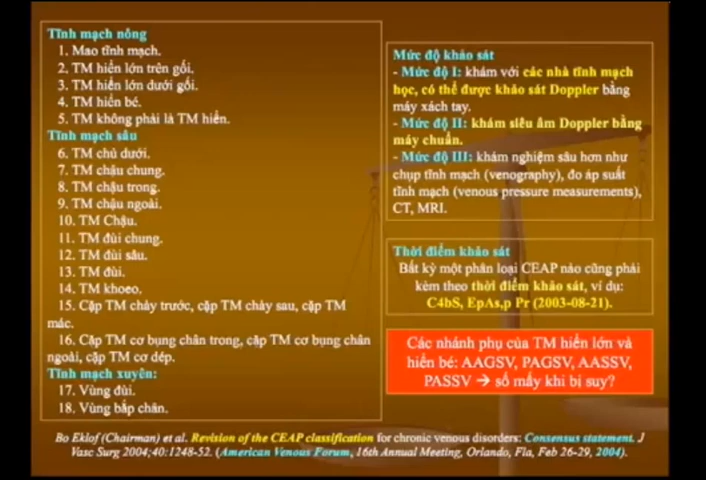 Tĩnh mạch nông
1. Mao tĩnh mạch.
2. TM hiển lớn trên gối.
3. TM hiển lớn dưới gối.
4. TM hiển bé.
5. TM không phải là TM hiển.
Tĩnh mạch sâu
6. TM chủ dưới.
7. TM chậu chung.
8. TM chậu trong.
9. TM chậu ngoài.
10. TM Chậu.
11. TM đùi chung.
12. TM đùi sâu.
13. TM đùi.
14. TM khoeo.
15. Cặp TM chày trước, cặp TM chày sau, cặp TM
mác.
16. Cặp TM cơ bụng chân trong, cặp TM cơ bụng chân
ngoài, cặp TM cơ dép.
Tĩnh mạch xuyên:
17. Vùng đùi.
18. Vùng bắp chân.
Mức độ khảo sát
- Mức độ I: khám với các nhà tĩnh mạch
học, có thể được khảo sát Doppler bằng
máy xách tay.
- Mức độ II: khám siêu âm Doppler bằng
máy chuẩn.
- Mức độ III: khám nghiệm sâu hơn như
chụp tĩnh mạch (venography), đo áp suất
tĩnh mạch (venous pressure measurements),
CT, MRI.
Thời điểm khảo sát
Bất kỳ một phân loại CEAP nào cũng phải
kèm theo thời điểm khảo sát, ví dụ:
C4bS, EpAs,p Pr (2003-08-21).
Các nhánh phụ của TM hiển lớn và
hiển bé: AAGSV, PAGSV, AASSV,
PASSV → số mấy khi bị suy?
Bo Eklof (Chairman) et al. Revision of the CEAP classification for chronic venous disorders: Consensus statement. J
Vasc Surg 2004;40:1248-52. (American Venous Forum, 16th Annual Meeting, Orlando, Fla, Feb 26-29, 2004).